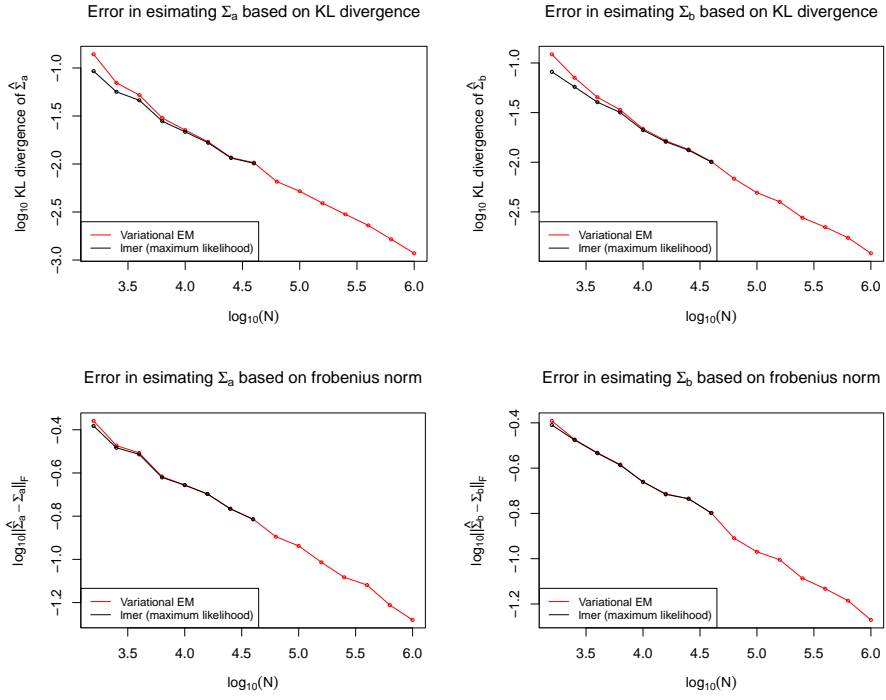 Error in esimating Σa based on KL divergence
log10 KL divergence of Σ̂a
−1.0
−1.5
−2.0
−2.5
−3.0
Variational EM
lmer (maximum likelihood)
3.5 4.0 4.5 5.0 5.5 6.0
log10(N)
Error in esimating Σb based on KL divergence
log10 KL divergence of Σ̂b
−1.0
−1.5
−2.0
−2.5
Variational EM
lmer (maximum likelihood)
3.5 4.0 4.5 5.0 5.5 6.0
log10(N)
Error in esimating Σa based on frobenius norm
log10||Σ̂a − Σa||F
−0.4
−0.6
−0.8
−1.0
−1.2
Variational EM
lmer (maximum likelihood)
3.5 4.0 4.5 5.0 5.5 6.0
log10(N)
Error in esimating Σb based on frobenius norm
log10||Σ̂b − Σb||F
−0.4
−0.6
−0.8
−1.0
−1.2
Variational EM
lmer (maximum likelihood)
3.5 4.0 4.5 5.0 5.5 6.0
log10(N)